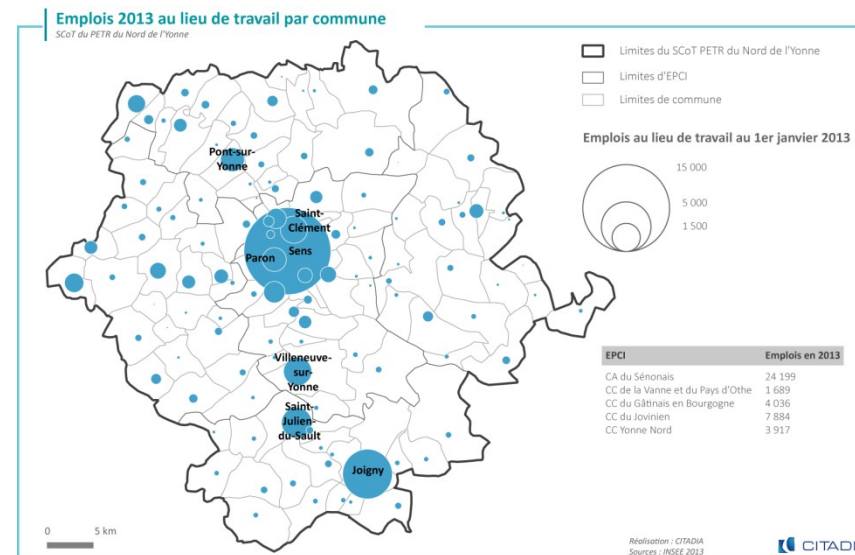 Emplois 2013 au lieu de travail par commune
SCoT du PETR du Nord de l'Yonne
Limites du SCoT PETR du Nord de l'Yonne
Limites d'EPCI
Limites de commune
Emplois au lieu de travail au 1er janvier 2013
15 000
5 000
1 500
Pont-sur-
Yonne
Saint-
Clément
Paron
Sens
Villeneuve-
sur-
Yonne
Saint-
Julien-
du-Sault
Joigny
EPCI Emplois en 2013
CA du Sénonais 24 199
CC de la Vanne et du Pays d'Othe 1 689
CC du Gâtinais en Bourgogne 4 036
CC du Jovinien 7 884
CC Yonne Nord 3 917
0 5 km
Réalisation : CITADIA
Sources : INSEE 2013
CITADI